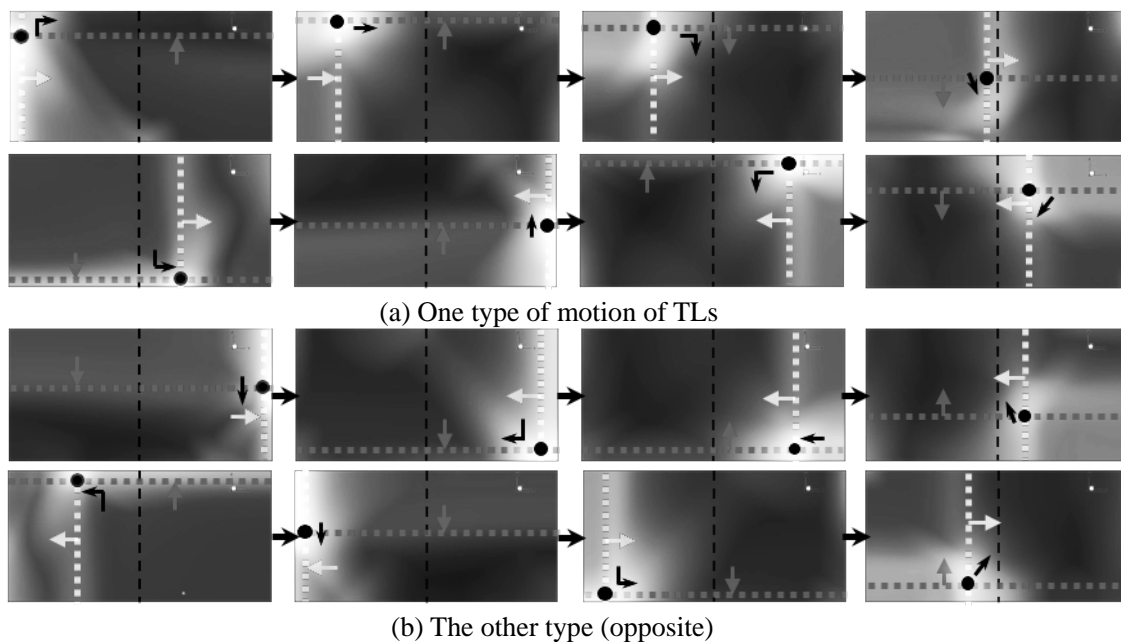 (a) One type of motion of TLs
(b) The other type (opposite)